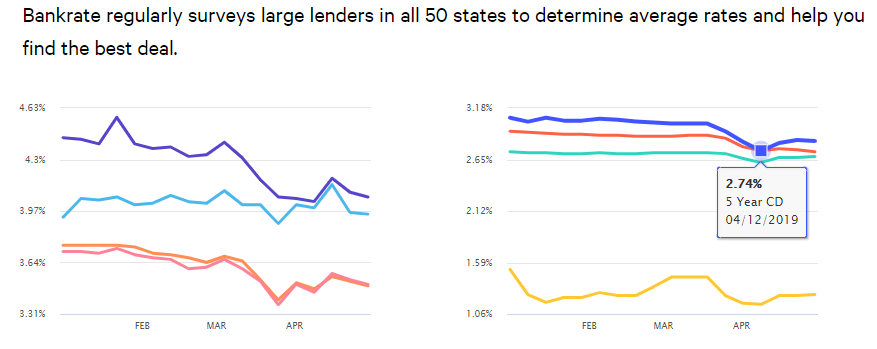 Bankrate regularly surveys large lenders in all 50 states to determine average rates and help you
find the best deal.
4.63%
4.3%
3.97%
3.64%
3.31%
FEB MAR APR
3.18%
2.65%
2.12%
1.59%
1.06%
2.74%
5 Year CD
04/12/2019
FEB MAR APR